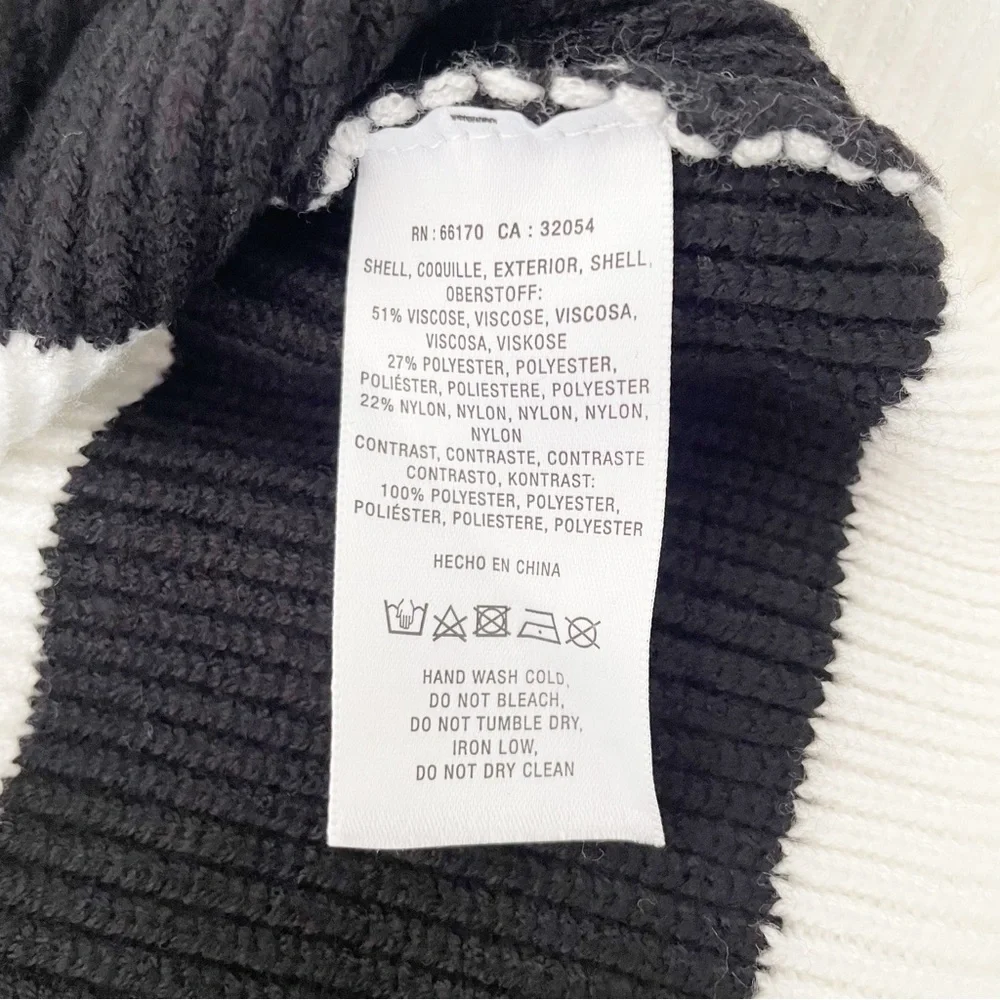 RN : 66170 CA : 32054
SHELL, COQUILLE, EXTERIOR, SHELL,
OBERSTOFF:
51% VISCOSE, VISCOSE, VISCOSA,
VISCOSA, VISKOSE
27% POLYESTER, POLYESTER,
POLIÉSTER, POLIESTERE, POLYESTER
22% NYLON, NYLON, NYLON, NYLON,
NYLON
CONTRAST, CONTRASTE, CONTRASTE
CONTRASTO, KONTRAST:
100% POLYESTER, POLYESTER,
POLIÉSTER, POLIESTERE, POLYESTER
HECHO EN CHINA
HAND WASH COLD,
DO NOT BLEACH,
DO NOT TUMBLE DRY,
IRON LOW,
DO NOT DRY CLEAN